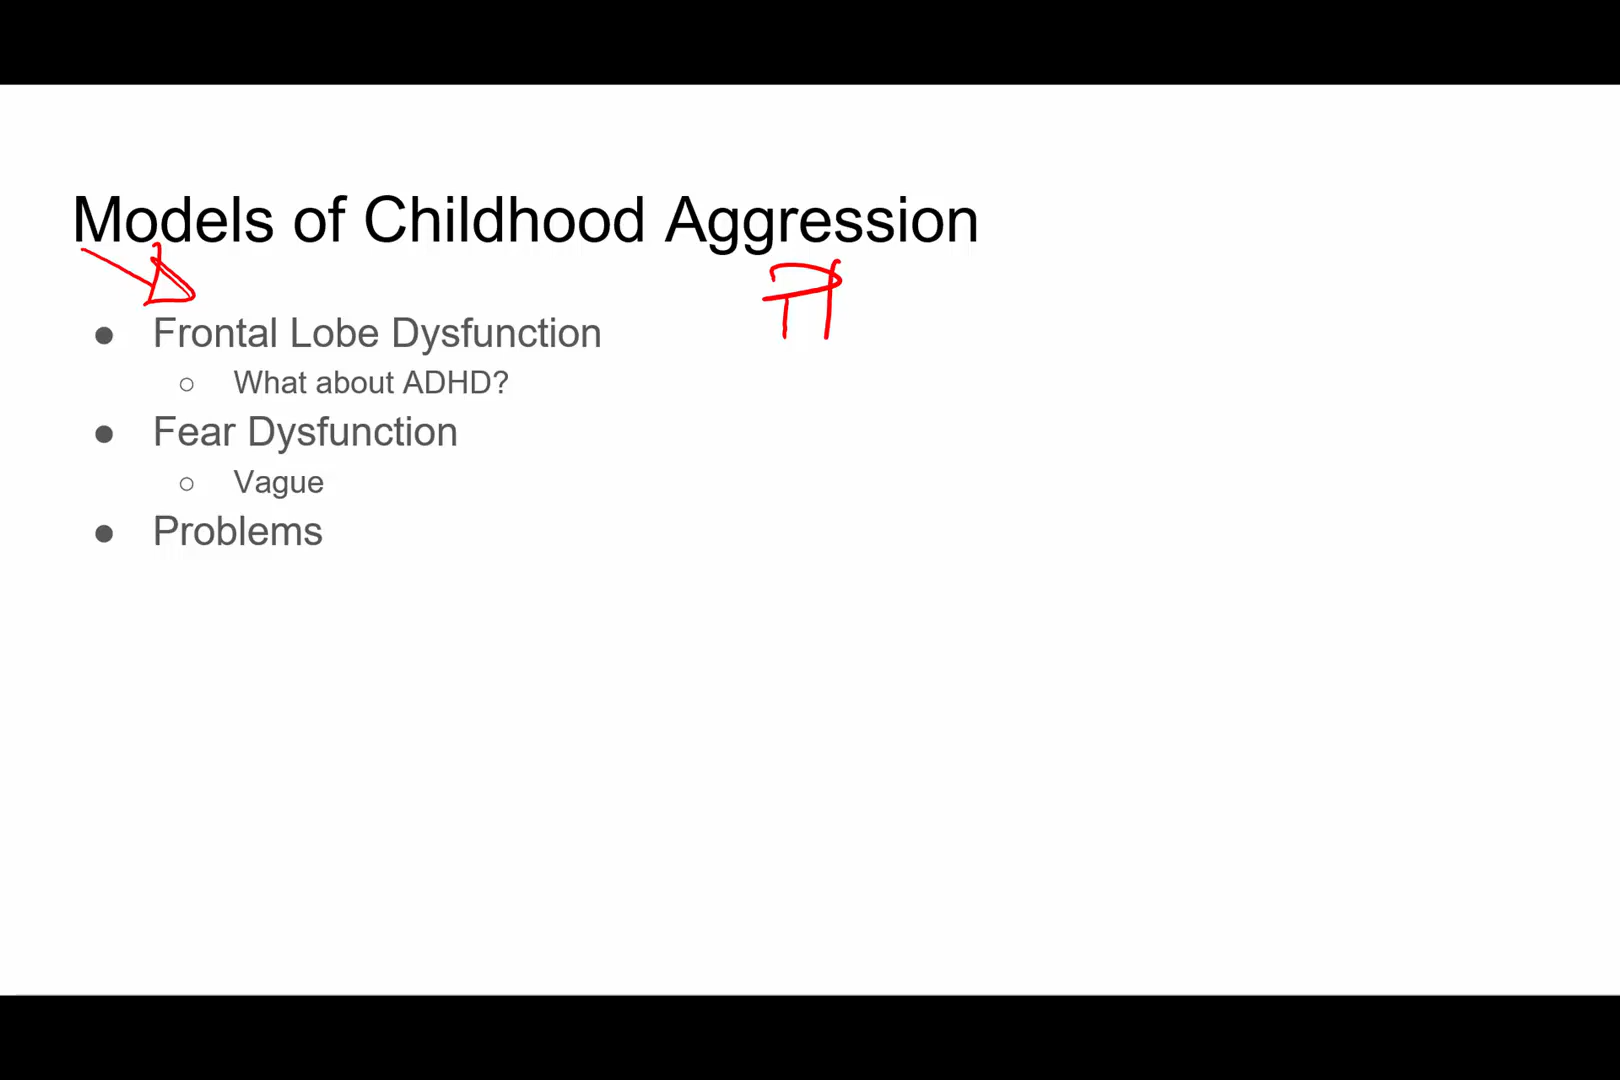 Models of Childhood Aggression
● Frontal Lobe Dysfunction
○ What about ADHD?
● Fear Dysfunction
○ Vague
● Problems